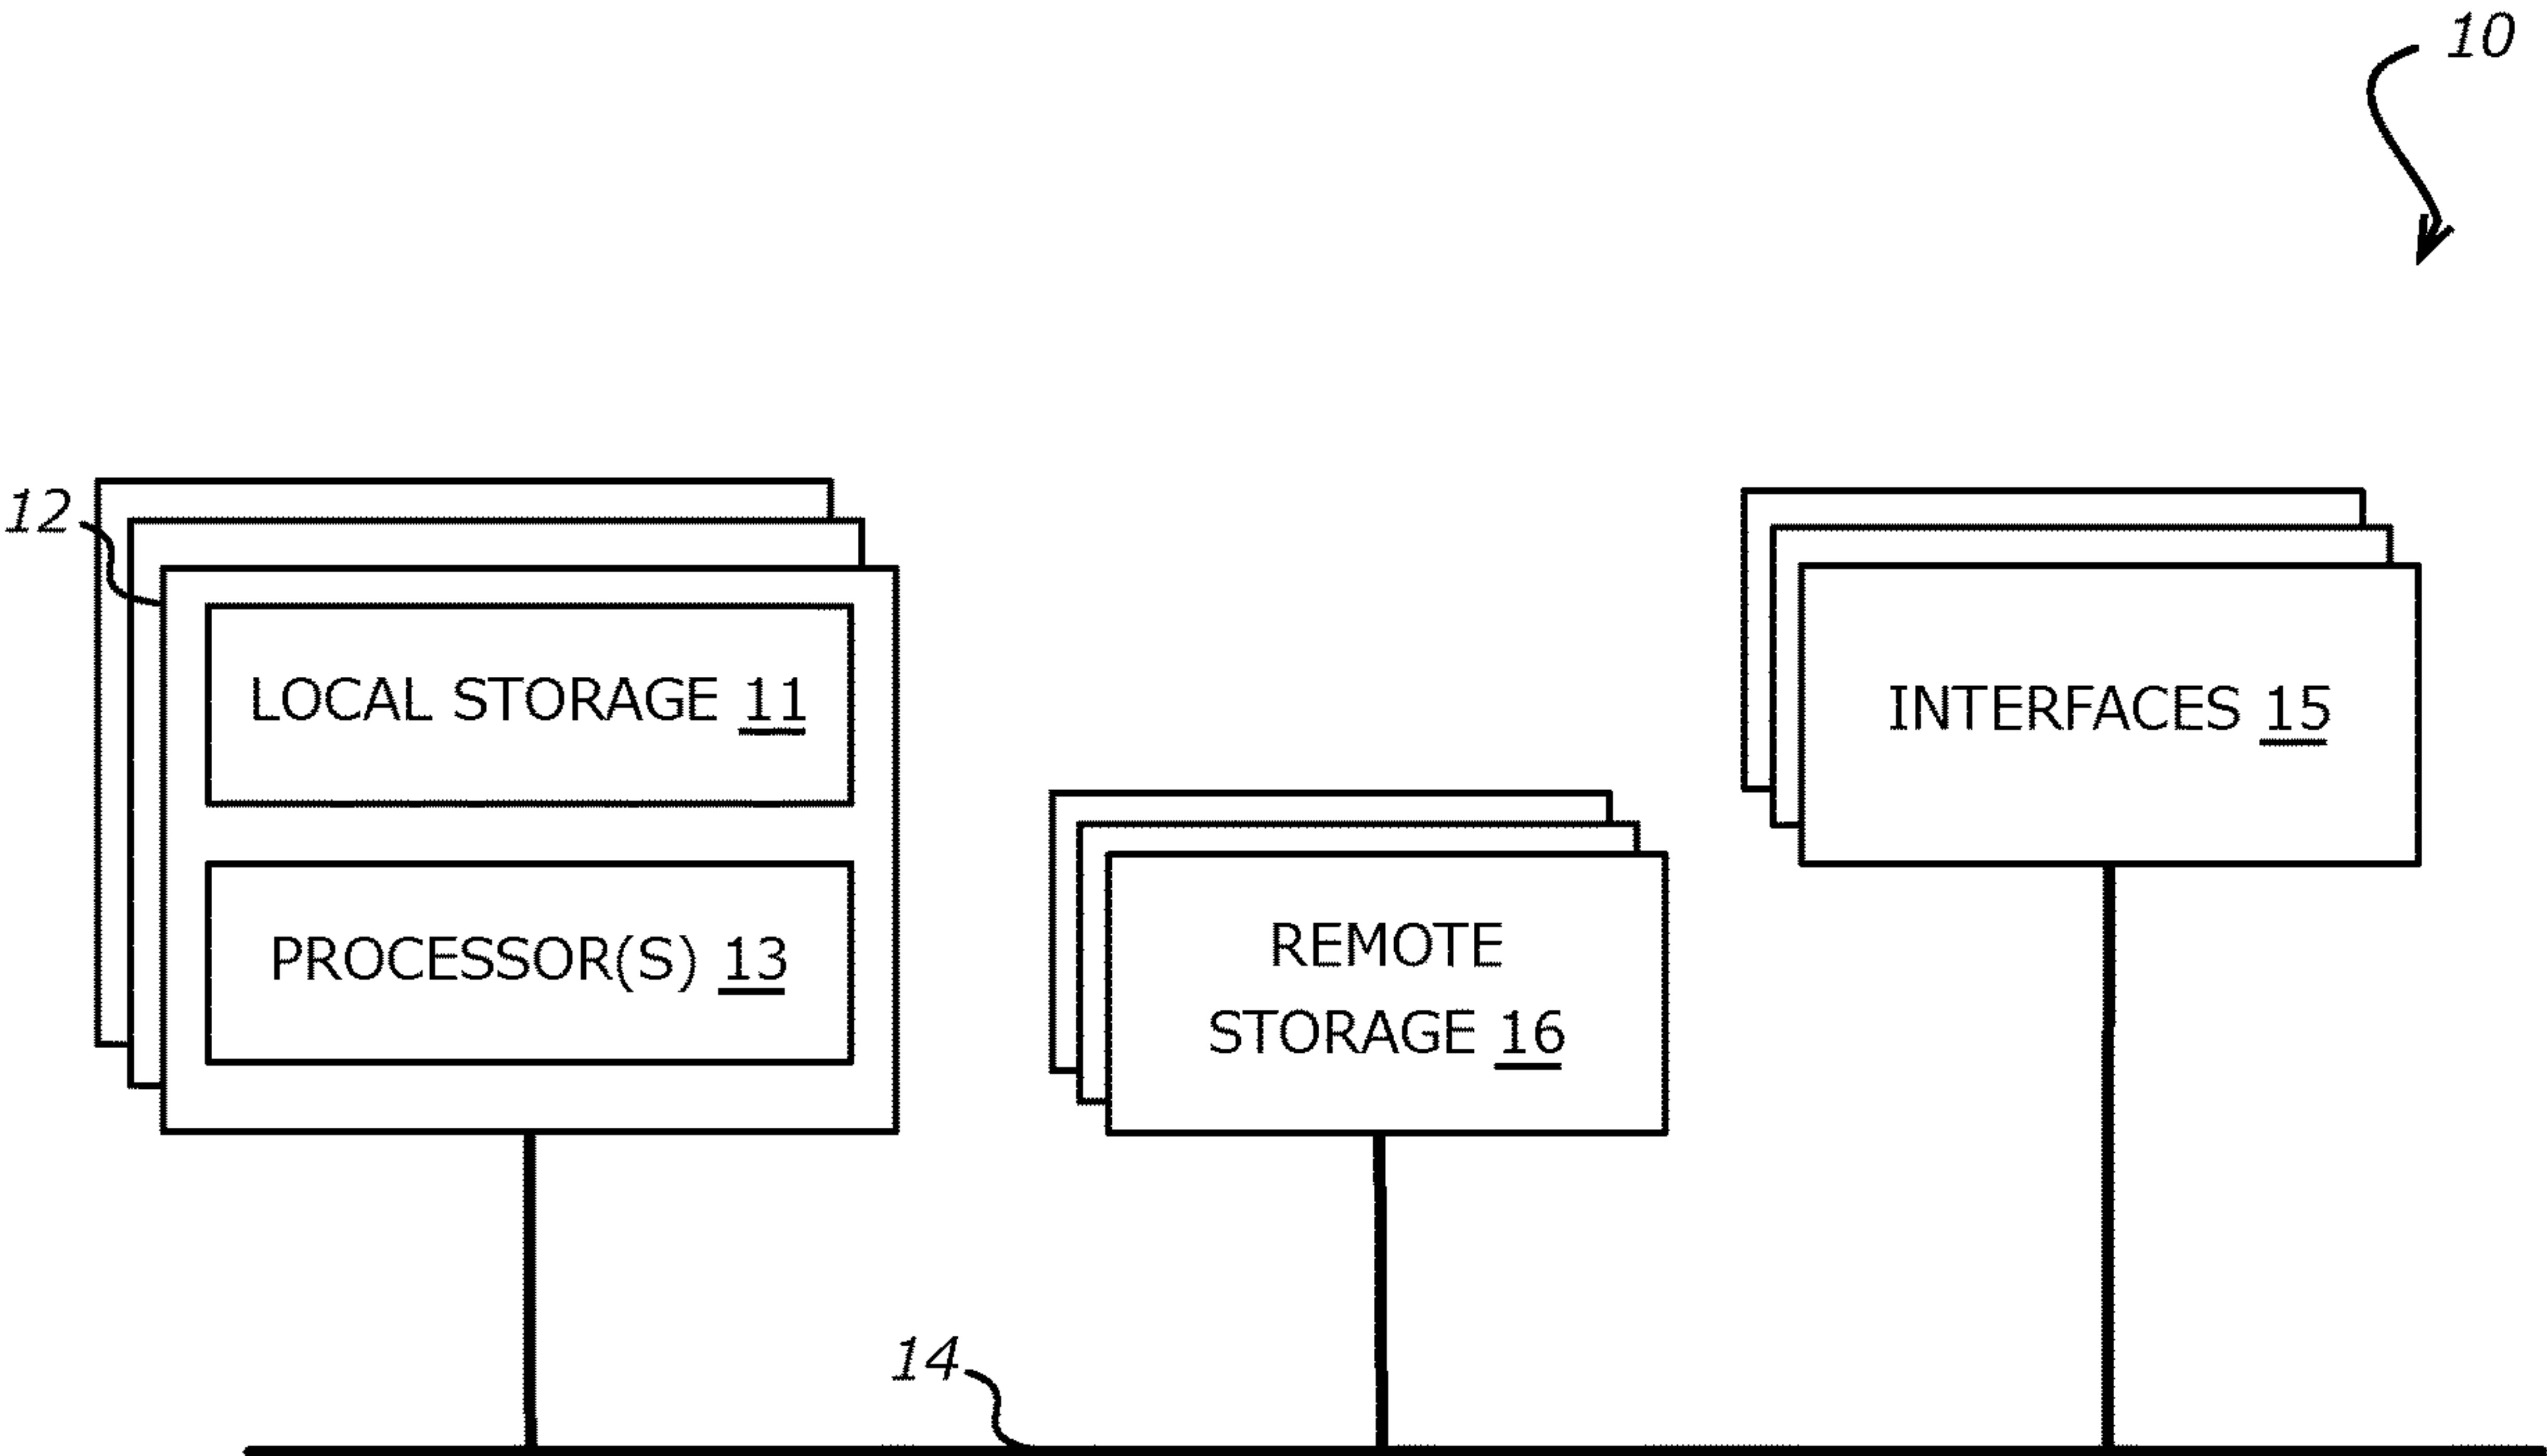 10
12
LOCAL STORAGE 11
PROCESSOR(S) 13
REMOTE
STORAGE 16
INTERFACES 15
14